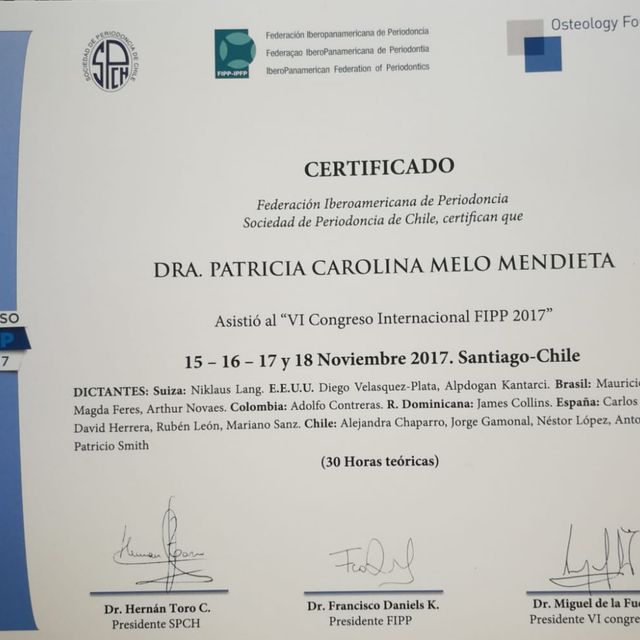 SOCIEDAD DE PERIODONCIA DE CHILE
SPCH
FIPP-IPFP
Federación Iberopanamericana de Periodoncia
Federaçao IberoPanamericana de Periodontia
IberoPanamerican Federation of Periodontics
Osteology Fo
CERTIFICADO
Federación Iberoamericana de Periodoncia
Sociedad de Periodoncia de Chile, certifican que
DRA. PATRICIA CAROLINA MELO MENDIETA
SO
P
7
Asistió al “VI Congreso Internacional FIPP 2017”
15 – 16 – 17 y 18 Noviembre 2017. Santiago-Chile
DICTANTES: Suiza: Niklaus Lang. E.E.U.U. Diego Velasquez-Plata, Alpdogan Kantarci. Brasil: Mauricio
Magda Feres, Arthur Novaes. Colombia: Adolfo Contreras. R. Dominicana: James Collins. España: Carlos
David Herrera, Rubén León, Mariano Sanz. Chile: Alejandra Chaparro, Jorge Gamonal, Néstor López, Anto
Patricio Smith
(30 Horas teóricas)
Dr. Hernán Toro C.
Presidente SPCH
Dr. Francisco Daniels K.
Presidente FIPP
Dr. Miguel de la Fue
Presidente VI congre